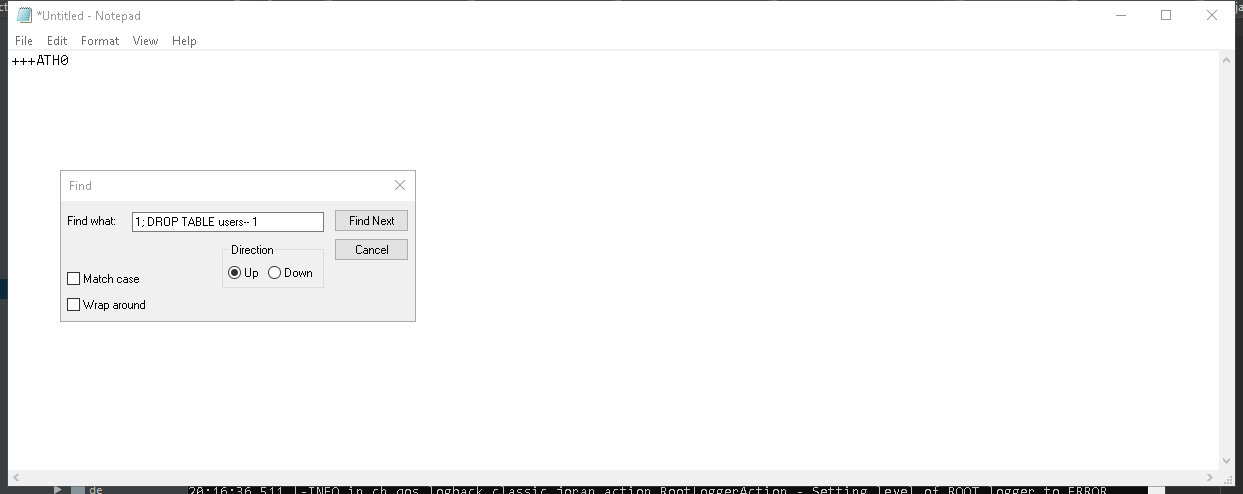 *Untitled - Notepad
File Edit Format View Help
+++ATH0
Find
Find what: 1; DROP TABLE users-- 1 Find Next
Direction Cancel
Up Down
Match case
Wrap around
de 20:16:36,511 |-INFO in ch.qos.logback.classic.joran.action.RootLoggerAction - Setting level of ROOT logger to ERROR